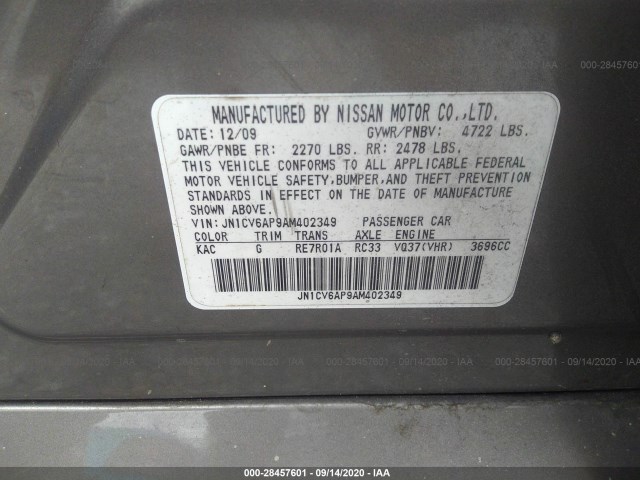 MANUFACTURED BY NISSAN MOTOR CO.,LTD.
DATE: 12/09 GVWR/PNBV: 4722 LBS.
GAWR/PNBE FR: 2270 LBS. RR: 2478 LBS.
THIS VEHICLE CONFORMS TO ALL APPLICABLE FEDERAL
MOTOR VEHICLE SAFETY,BUMPER,AND THEFT PREVENTION
STANDARDS IN EFFECT ON THE DATE OF MANUFACTURE
SHOWN ABOVE.
VIN: JN1CV6AP9AM402349 PASSENGER CAR
COLOR TRIM TRANS AXLE ENGINE
KAC G RE7R01A RC33 VQ37(VHR) 3696CC
JN1CV6AP9AM402349
000-28457601 - 09/14/2020 - IAA